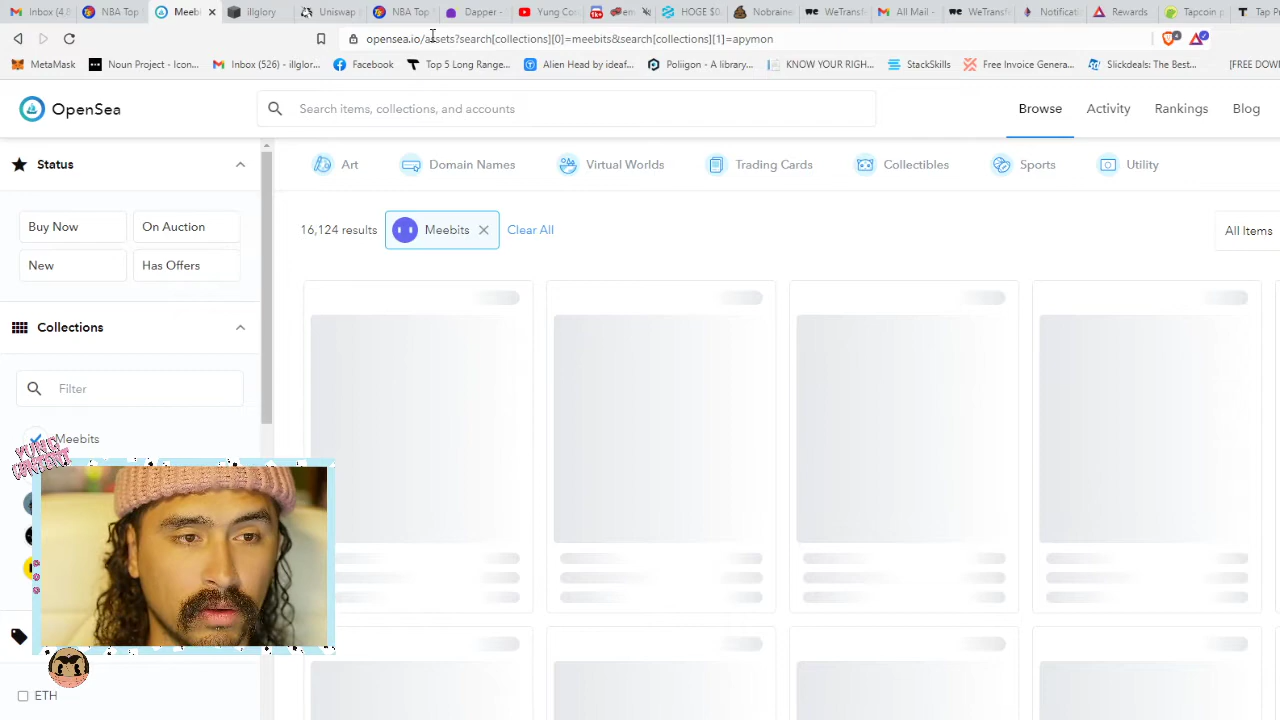 Inbox (4
NBA Top
Meeb
illglory
Uniswap
NBA Top
Dapper -
Yung Co
HOGE $0.
Nobraine
WeTransf
All Mail -
WeTransf
Notificati
Rewards
Tapcoin p
Top P
opensea.io/assets?search[collections][0]=meebits&search[collections][1]=apymon
MetaMask
Noun Project - Icon...
Inbox (526) - illglor...
Facebook
Top 5 Long Range...
Alien Head by ideaf...
Poliigon - A library...
KNOW YOUR RIGH...
StackSkills
Free Invoice Genera...
Slickdeals: The Best...
[FREE DOW
OpenSea
Search items, collections, and accounts
Browse
Activity
Rankings
Blog
Status
Art
Domain Names
Virtual Worlds
Trading Cards
Collectibles
Sports
Utility
Buy Now
On Auction
16,124 results
Meebits
Clear All
All Items
New
Has Offers
Collections
Filter
Meebits
ETH